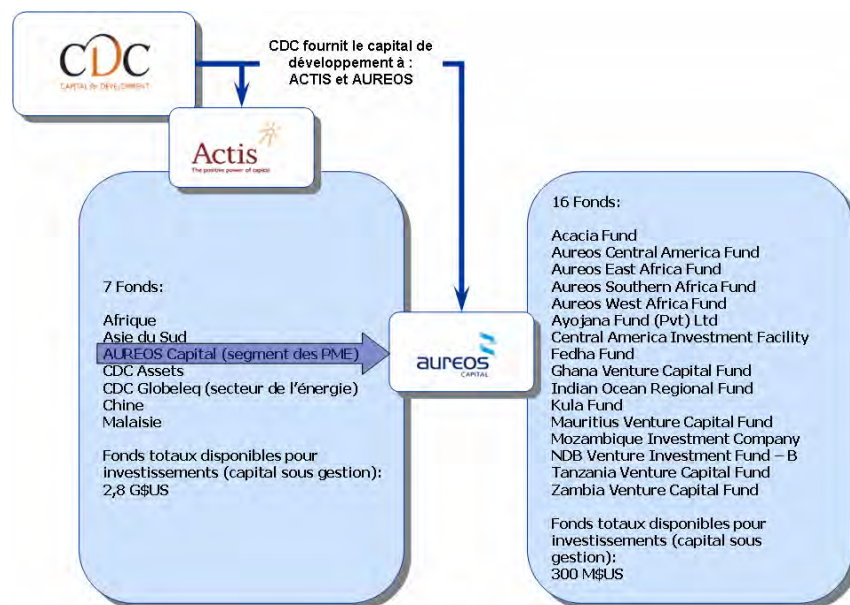 CDC
CAPITAL for DEVELOPMENT
CDC fournit le capital de
développement à :
ACTIS et AUREOS
Actis
The positive power of capital
7 Fonds:
Afrique
Asie du Sud
AUREOS Capital (segment des PME)
CDC Assets
CDC Globeleq (secteur de l'énergie)
Chine
Malaisie
Fonds totaux disponibles pour
investissements (capital sous gestion):
2,8 G$US
aureos
CAPITAL
16 Fonds:
Acacia Fund
Aureos Central America Fund
Aureos East Africa Fund
Aureos Southern Africa Fund
Aureos West Africa Fund
Ayojana Fund (Pvt) Ltd
Central America Investment Facility
Fedha Fund
Ghana Venture Capital Fund
Indian Ocean Regional Fund
Kula Fund
Mauritius Venture Capital Fund
Mozambique Investment Company
NDB Venture Investment Fund – B
Tanzania Venture Capital Fund
Zambia Venture Capital Fund
Fonds totaux disponibles pour
investissements (capital sous
gestion):
300 M$US